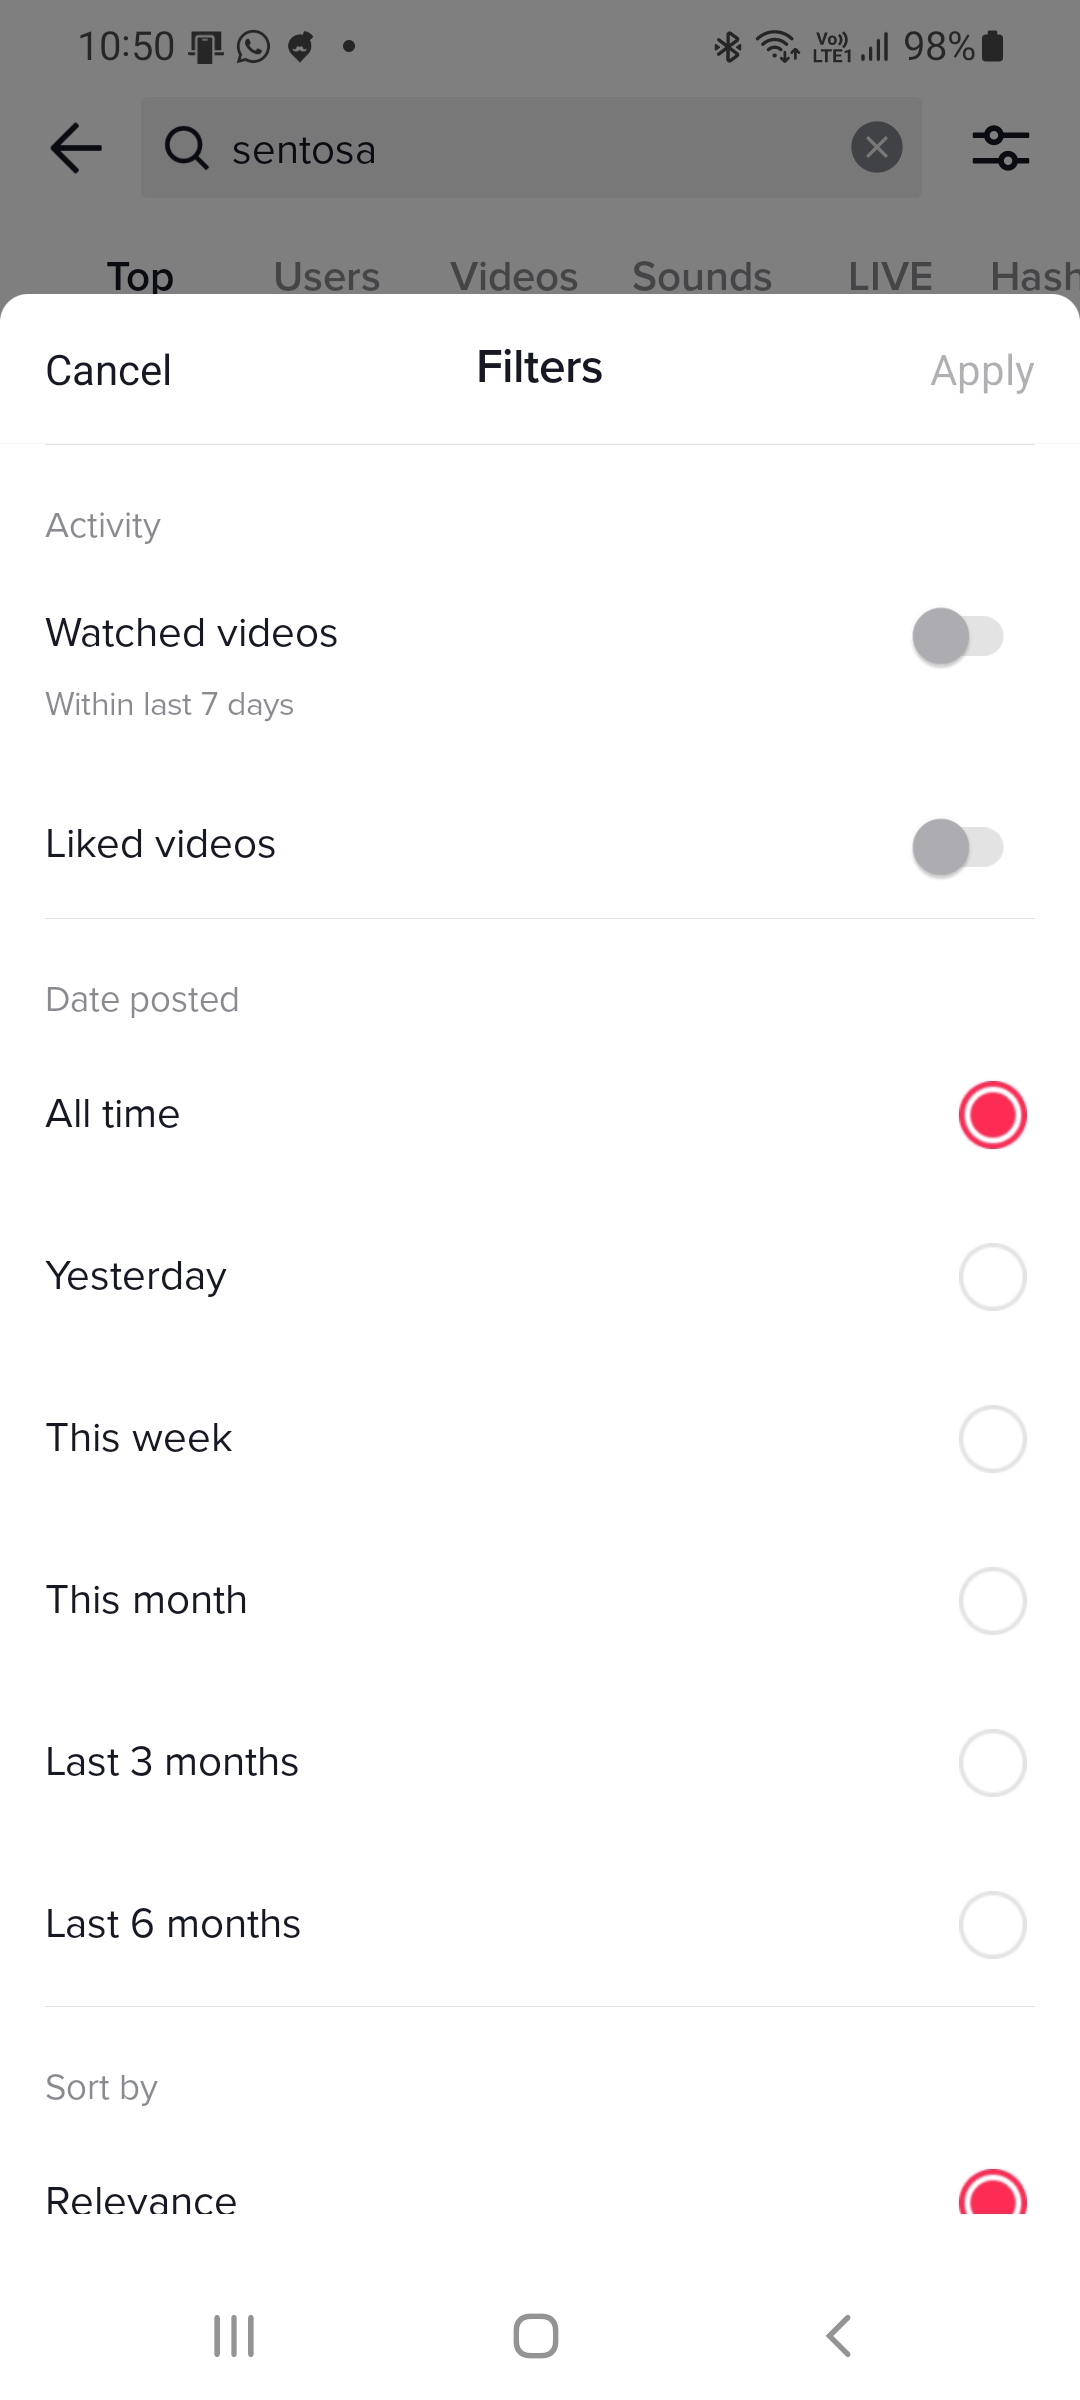 10:50 Vo)) LTE1 98%
sentosa
Top Users Videos Sounds LIVE Hash
Cancel Filters Apply
Activity
Watched videos
Within last 7 days
Liked videos
Date posted
All time
Yesterday
This week
This month
Last 3 months
Last 6 months
Sort by
Relevance